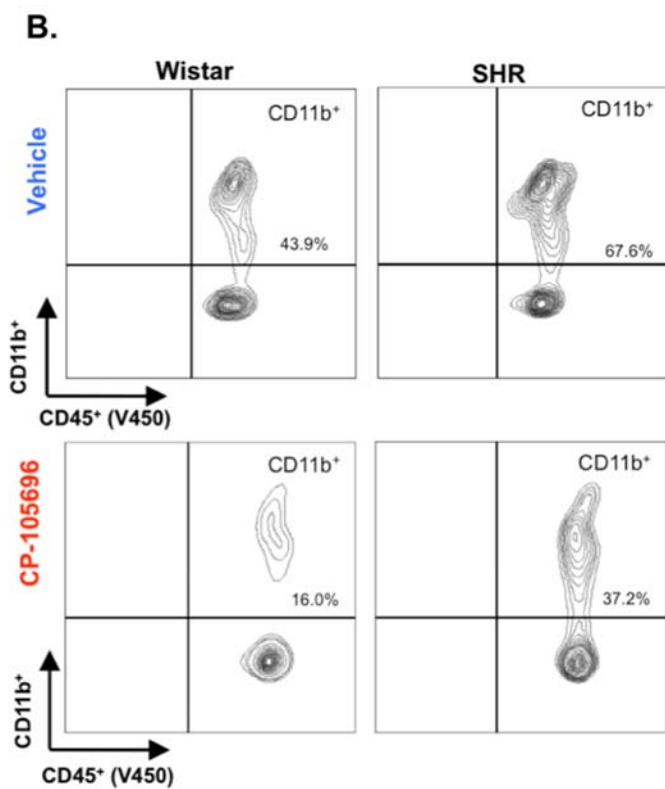 B.
Wistar
SHR
Vehicle
CD11b⁺
43.9%
CD11b⁺
67.6%
CD11b⁺
CD45⁺ (V450)
CP-105696
CD11b⁺
16.0%
CD11b⁺
37.2%
CD11b⁺
CD45⁺ (V450)